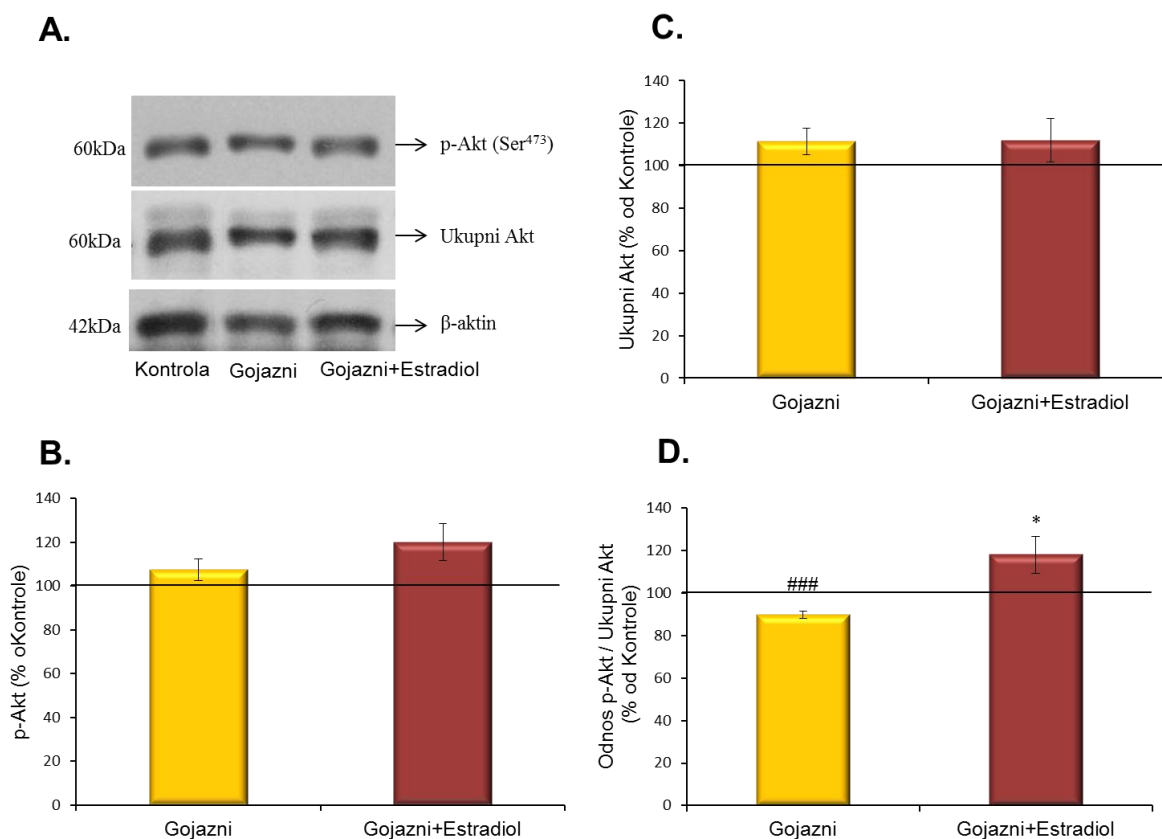 A.
60kDa
p-Akt (Ser⁴⁷³)
60kDa
Ukupni Akt
42kDa
β-aktin
Kontrola Gojazni Gojazni+Estradiol
B.
p-Akt (% oKontrole)
140
120
100
80
60
40
20
0
Gojazni Gojazni+Estradiol
C.
Ukupni Akt (% od Kontrole)
140
120
100
80
60
40
20
0
Gojazni Gojazni+Estradiol
D.
Odnos p-Akt / Ukupni Akt
(% od Kontrole)
140
120
100
80
60
40
20
0
###
*
Gojazni Gojazni+Estradiol